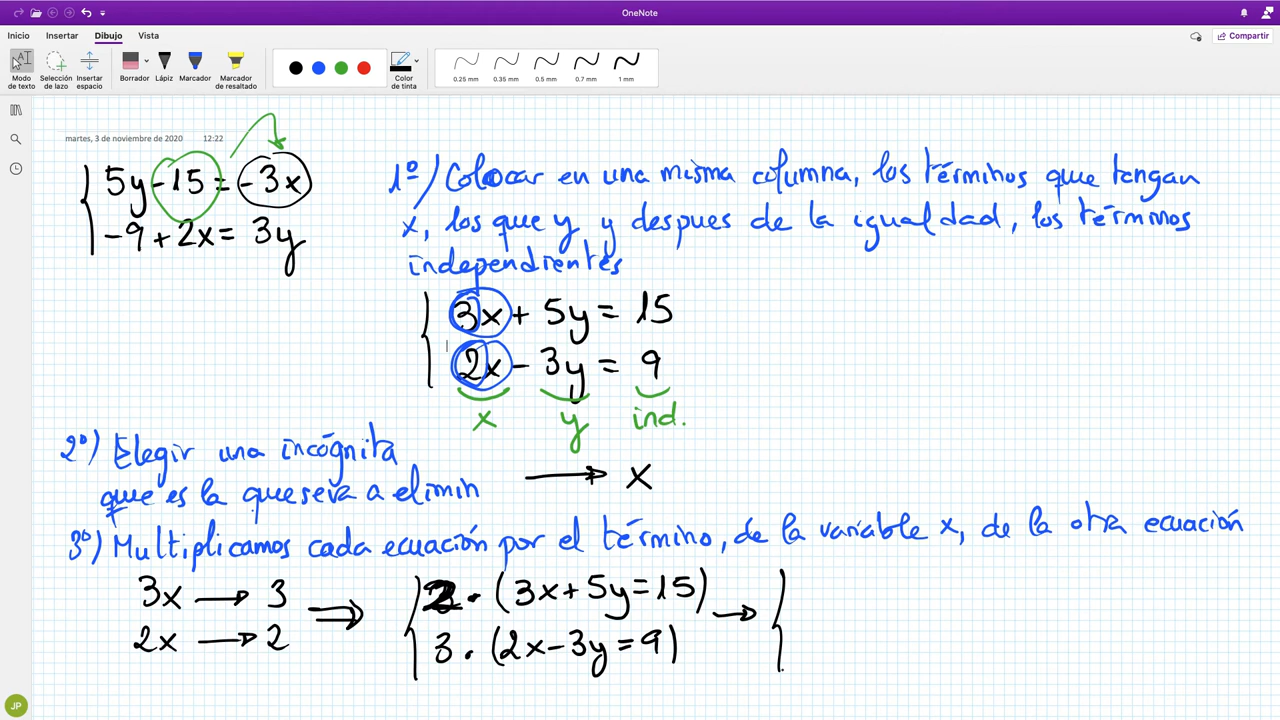 OneNote
Inicio Insertar Dibujo Vista
Compartir
Modo de texto
Selección de lazo
Insertar espacio
Borrador
Lápiz
Marcador
Marcador de resaltado
Color de tinta
0.25 mm 0.35 mm 0.5 mm 0.7 mm 1 mm
martes, 3 de noviembre de 2020 12:22
5y-15=-3x
-9+2x=3y
1º) Colocar en una misma columna, los términos que tengan
x, los que y y despues de la igualdad, los términos
independientes
3x+5y=15
2x-3y=9
x y ind.
2º) Elegir una incógnita
que es la que se va a elimin
→ x
3º) Multiplicamos cada ecuación por el término, de la variable x, de la otra ecuación
3x → 3
2x → 2
⇒
2·(3x+5y=15)
3·(2x-3y=9)
→ {
JP